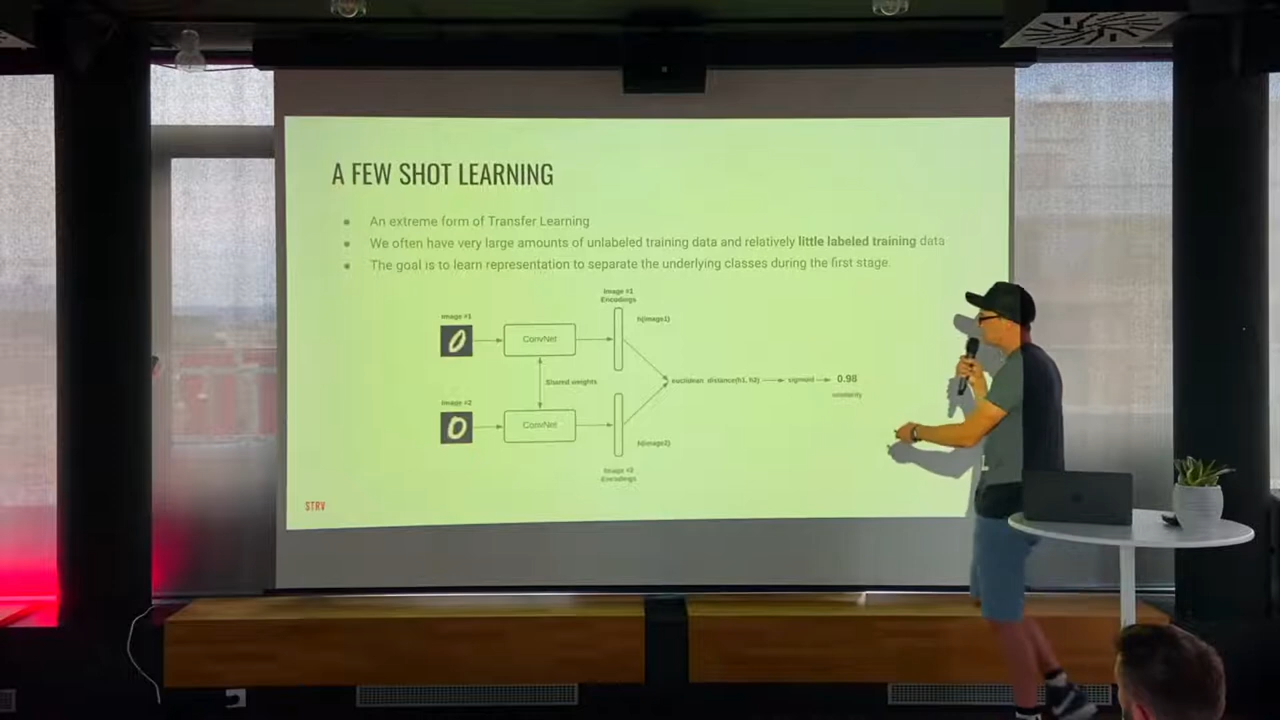 A FEW SHOT LEARNING
An extreme form of Transfer Learning
We often have very large amounts of unlabeled training data and relatively little labeled training data
The goal is to learn representation to separate the underlying classes during the first stage.
Image #1
Encodings
Image #1
h(image1)
0
ConvNet
Shared weights
euclidean distance(h1, h2)
sigmoid
0.98
similarity
Image #2
0
ConvNet
h(image2)
Image #2
Encodings
STRV